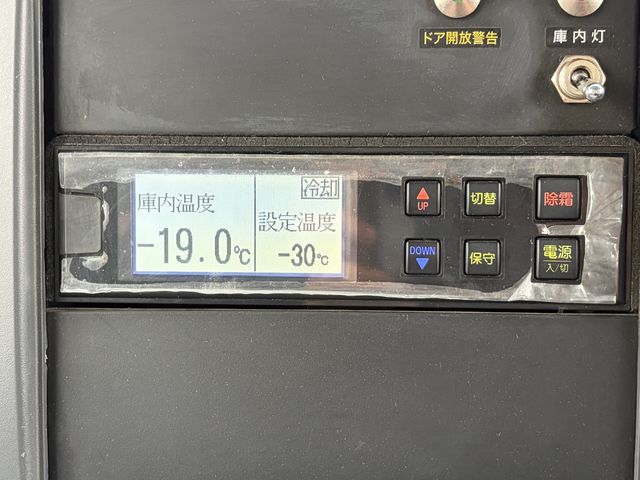 ドア開放警告
庫内灯
庫内温度
-19.0℃
冷却
設定温度
-30℃
UP
切替
除霜
DOWN
保守
電源
入/切